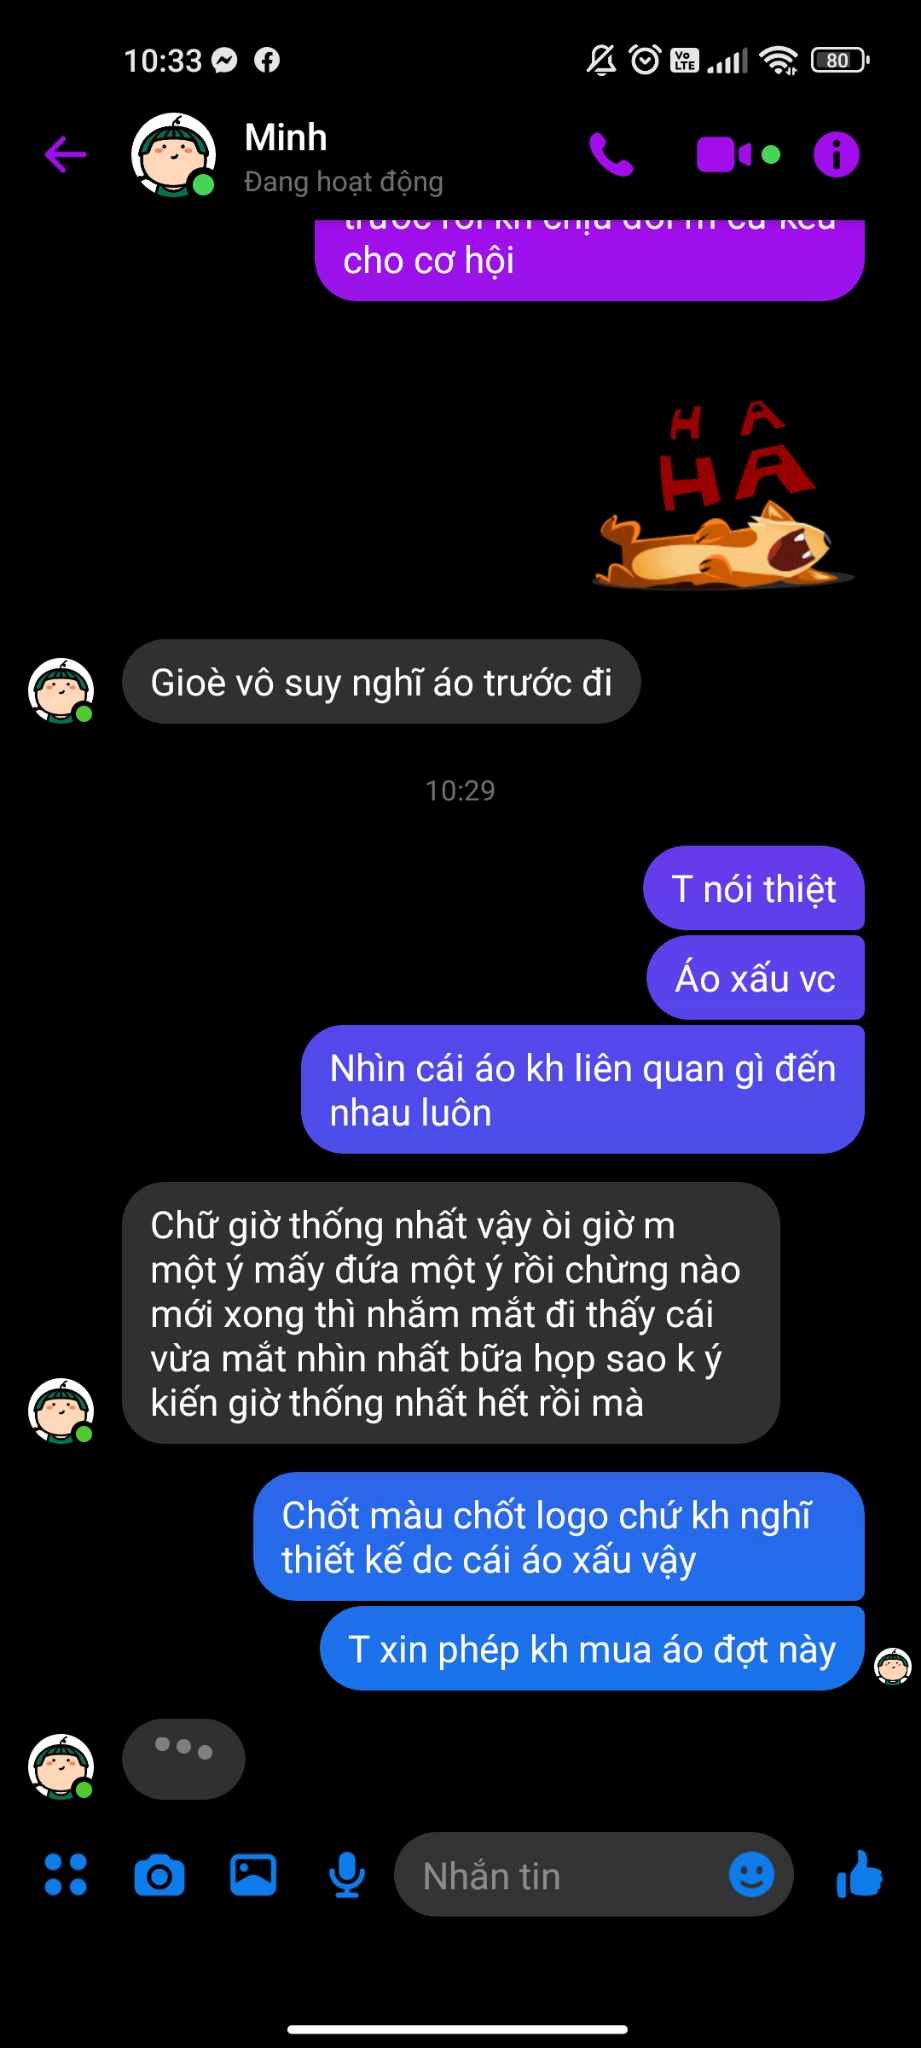 10:33
Vo
LTE
80
Minh
Đang hoạt động
cho cơ hội
H A
HA
Gioè vô suy nghĩ áo trước đi
10:29
T nói thiệt
Áo xấu vc
Nhìn cái áo kh liên quan gì đến
nhau luôn
Chữ giờ thống nhất vậy òi giờ m
một ý mấy đứa một ý rồi chừng nào
mới xong thì nhắm mắt đi thấy cái
vừa mắt nhìn nhất bữa họp sao k ý
kiến giờ thống nhất hết rồi mà
Chốt màu chốt logo chứ kh nghĩ
thiết kế dc cái áo xấu vậy
T xin phép kh mua áo đợt này
Nhắn tin